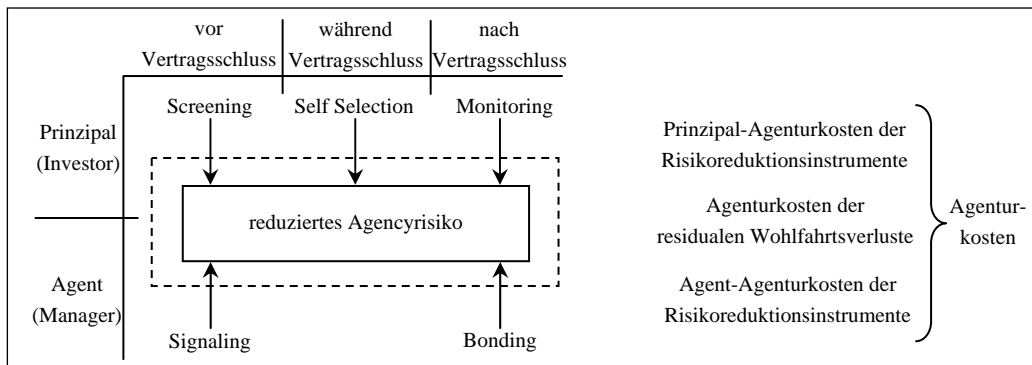 vor
Vertragsschluss
während
Vertragsschluss
nach
Vertragsschluss
Prinzipal
(Investor)
Screening
Self Selection
Monitoring
reduziertes Agencyrisiko
Agent
(Manager)
Signaling
Bonding
Prinzipal-Agenturkosten der
Risikoreduktionsinstrumente
Agenturkosten der
residualen Wohlfahrtsverluste
Agent-Agenturkosten der
Risikoreduktionsinstrumente
Agentur-
kosten